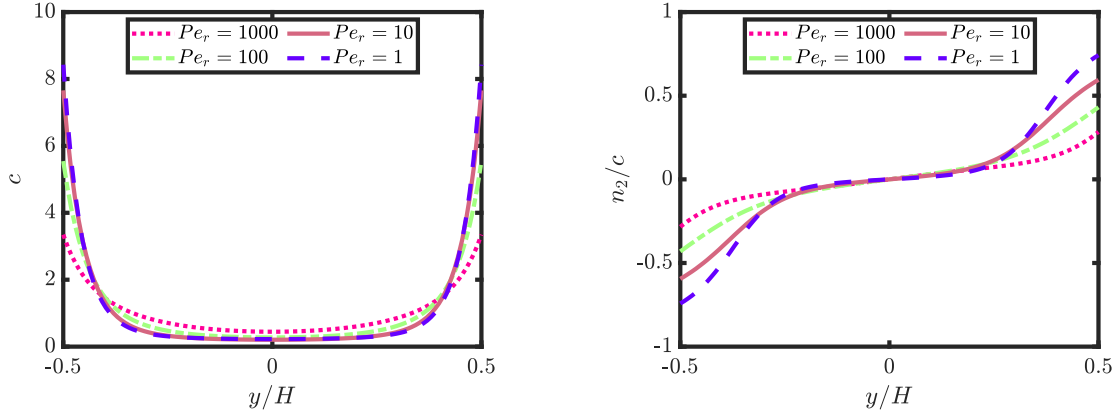 c
10
8
6
4
2
0
Pe_r = 1000
Pe_r = 10
Pe_r = 100
Pe_r = 1
-0.5
0
0.5
y/H
n_2/c
1
0.5
0
-0.5
-1
Pe_r = 1000
Pe_r = 10
Pe_r = 100
Pe_r = 1
-0.5
0
0.5
y/H